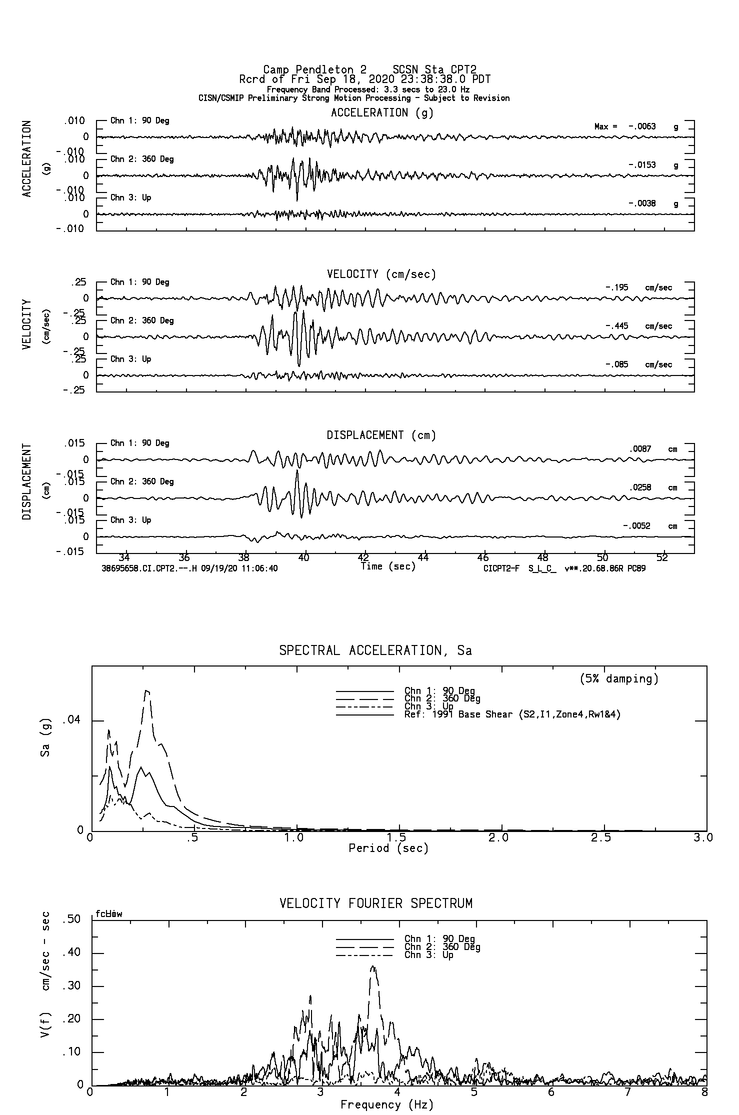 Camp Pendleton 2 SCSN Sta CPT2
Rcrd of Fri Sep 18, 2020 23:38:38.0 PDT
Frequency Band Processed: 3.3 secs to 23.0 Hz
CISN/CSMIP Preliminary Strong Motion Processing - Subject to Revision
ACCELERATION (g)
ACCELERATION
(g)
.010
0
-.010
Chn 1: 90 Deg
Max = -.0063 g
.010
0
-.010
Chn 2: 360 Deg
-.0153 g
.010
0
-.010
Chn 3: Up
-.0038 g
VELOCITY (cm/sec)
VELOCITY
(cm/sec)
.25
0
-.25
Chn 1: 90 Deg
-.195 cm/sec
.25
0
-.25
Chn 2: 360 Deg
-.445 cm/sec
.25
0
-.25
Chn 3: Up
-.085 cm/sec
DISPLACEMENT (cm)
DISPLACEMENT
(cm)
.015
0
-.015
Chn 1: 90 Deg
.0087 cm
.015
0
-.015
Chn 2: 360 Deg
.0258 cm
.015
0
-.015
Chn 3: Up
-.0052 cm
34 36 38 40 42 44 46 48 50 52
Time (sec)
38695658.CI.CPT2.--.H 09/19/20 11:06:40
CICPT2-F S_L_C_ v**.20.68.86R PC89
SPECTRAL ACCELERATION, Sa
(5% damping)
Chn 1: 90 Deg
Chn 2: 360 Deg
Chn 3: Up
Ref: 1991 Base Shear (S2,I1,Zone4,Rw1&4)
Sa (g)
.04
0
0 .5 1.0 1.5 2.0 2.5 3.0
Period (sec)
VELOCITY FOURIER SPECTRUM
Chn 1: 90 Deg
Chn 2: 360 Deg
Chn 3: Up
V(f) cm/sec - sec
.50
.40
.30
.20
.10
0
0 1 2 3 4 5 6 7 8
Frequency (Hz)